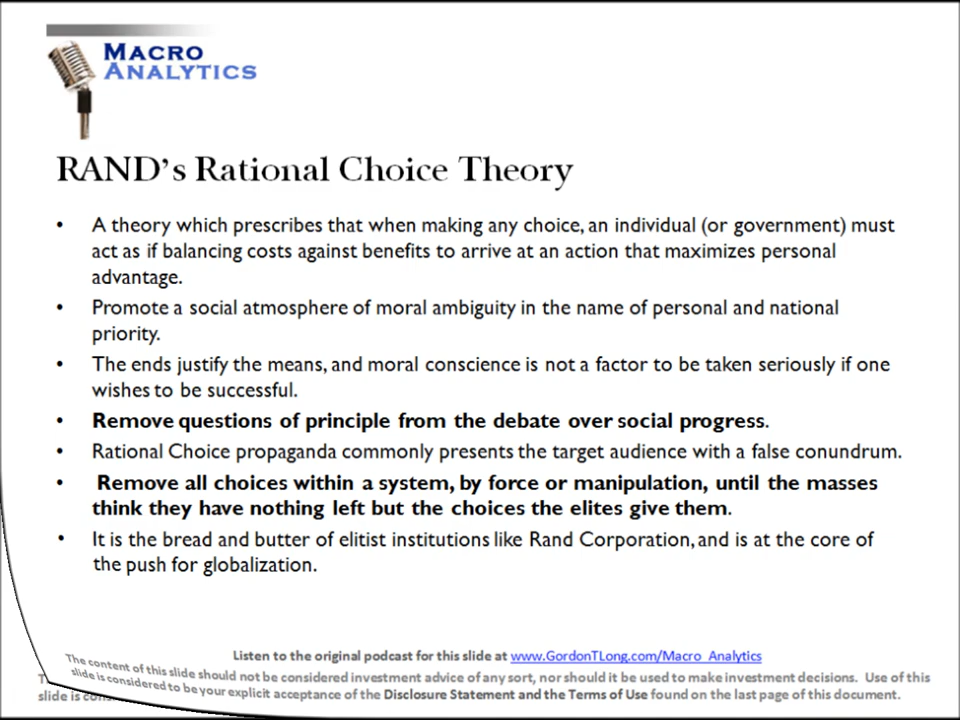 MACRO
ANALYTICS
RAND's Rational Choice Theory
• A theory which prescribes that when making any choice, an individual (or government) must
act as if balancing costs against benefits to arrive at an action that maximizes personal
advantage.
• Promote a social atmosphere of moral ambiguity in the name of personal and national
priority.
• The ends justify the means, and moral conscience is not a factor to be taken seriously if one
wishes to be successful.
• Remove questions of principle from the debate over social progress.
• Rational Choice propaganda commonly presents the target audience with a false conundrum.
• Remove all choices within a system, by force or manipulation, until the masses
think they have nothing left but the choices the elites give them.
• It is the bread and butter of elitist institutions like Rand Corporation, and is at the core of
the push for globalization.
Listen to the original podcast for this slide at www.GordonTLong.com/Macro_Analytics
The content of this slide should not be considered investment advice of any sort, nor should it be used to make investment decisions. Use of this
slide is considered to be your explicit acceptance of the Disclosure Statement and the Terms of Use found on the last page of this document.